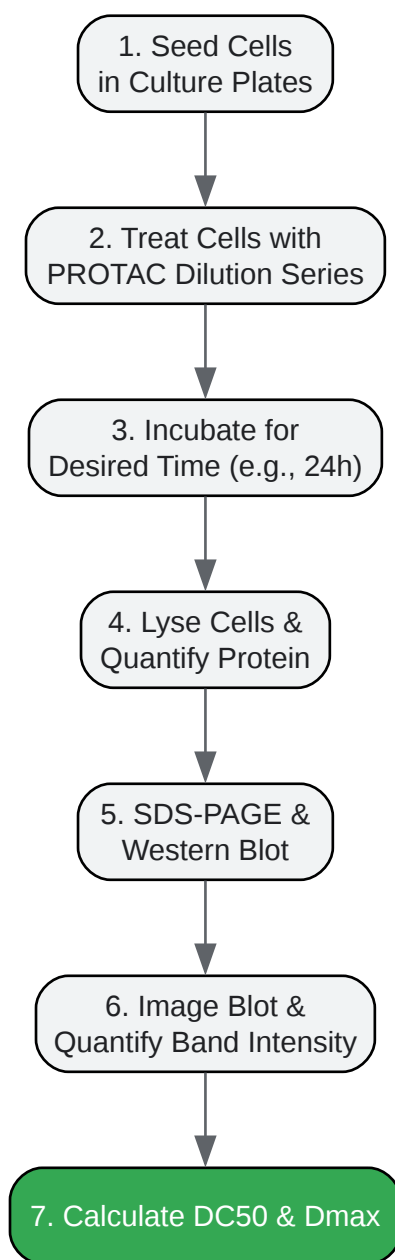 1. Seed Cells
in Culture Plates
2. Treat Cells with
PROTAC Dilution Series
3. Incubate for
Desired Time (e.g., 24h)
4. Lyse Cells &
Quantify Protein
5. SDS-PAGE &
Western Blot
6. Image Blot &
Quantify Band Intensity
7. Calculate DC50 & Dmax